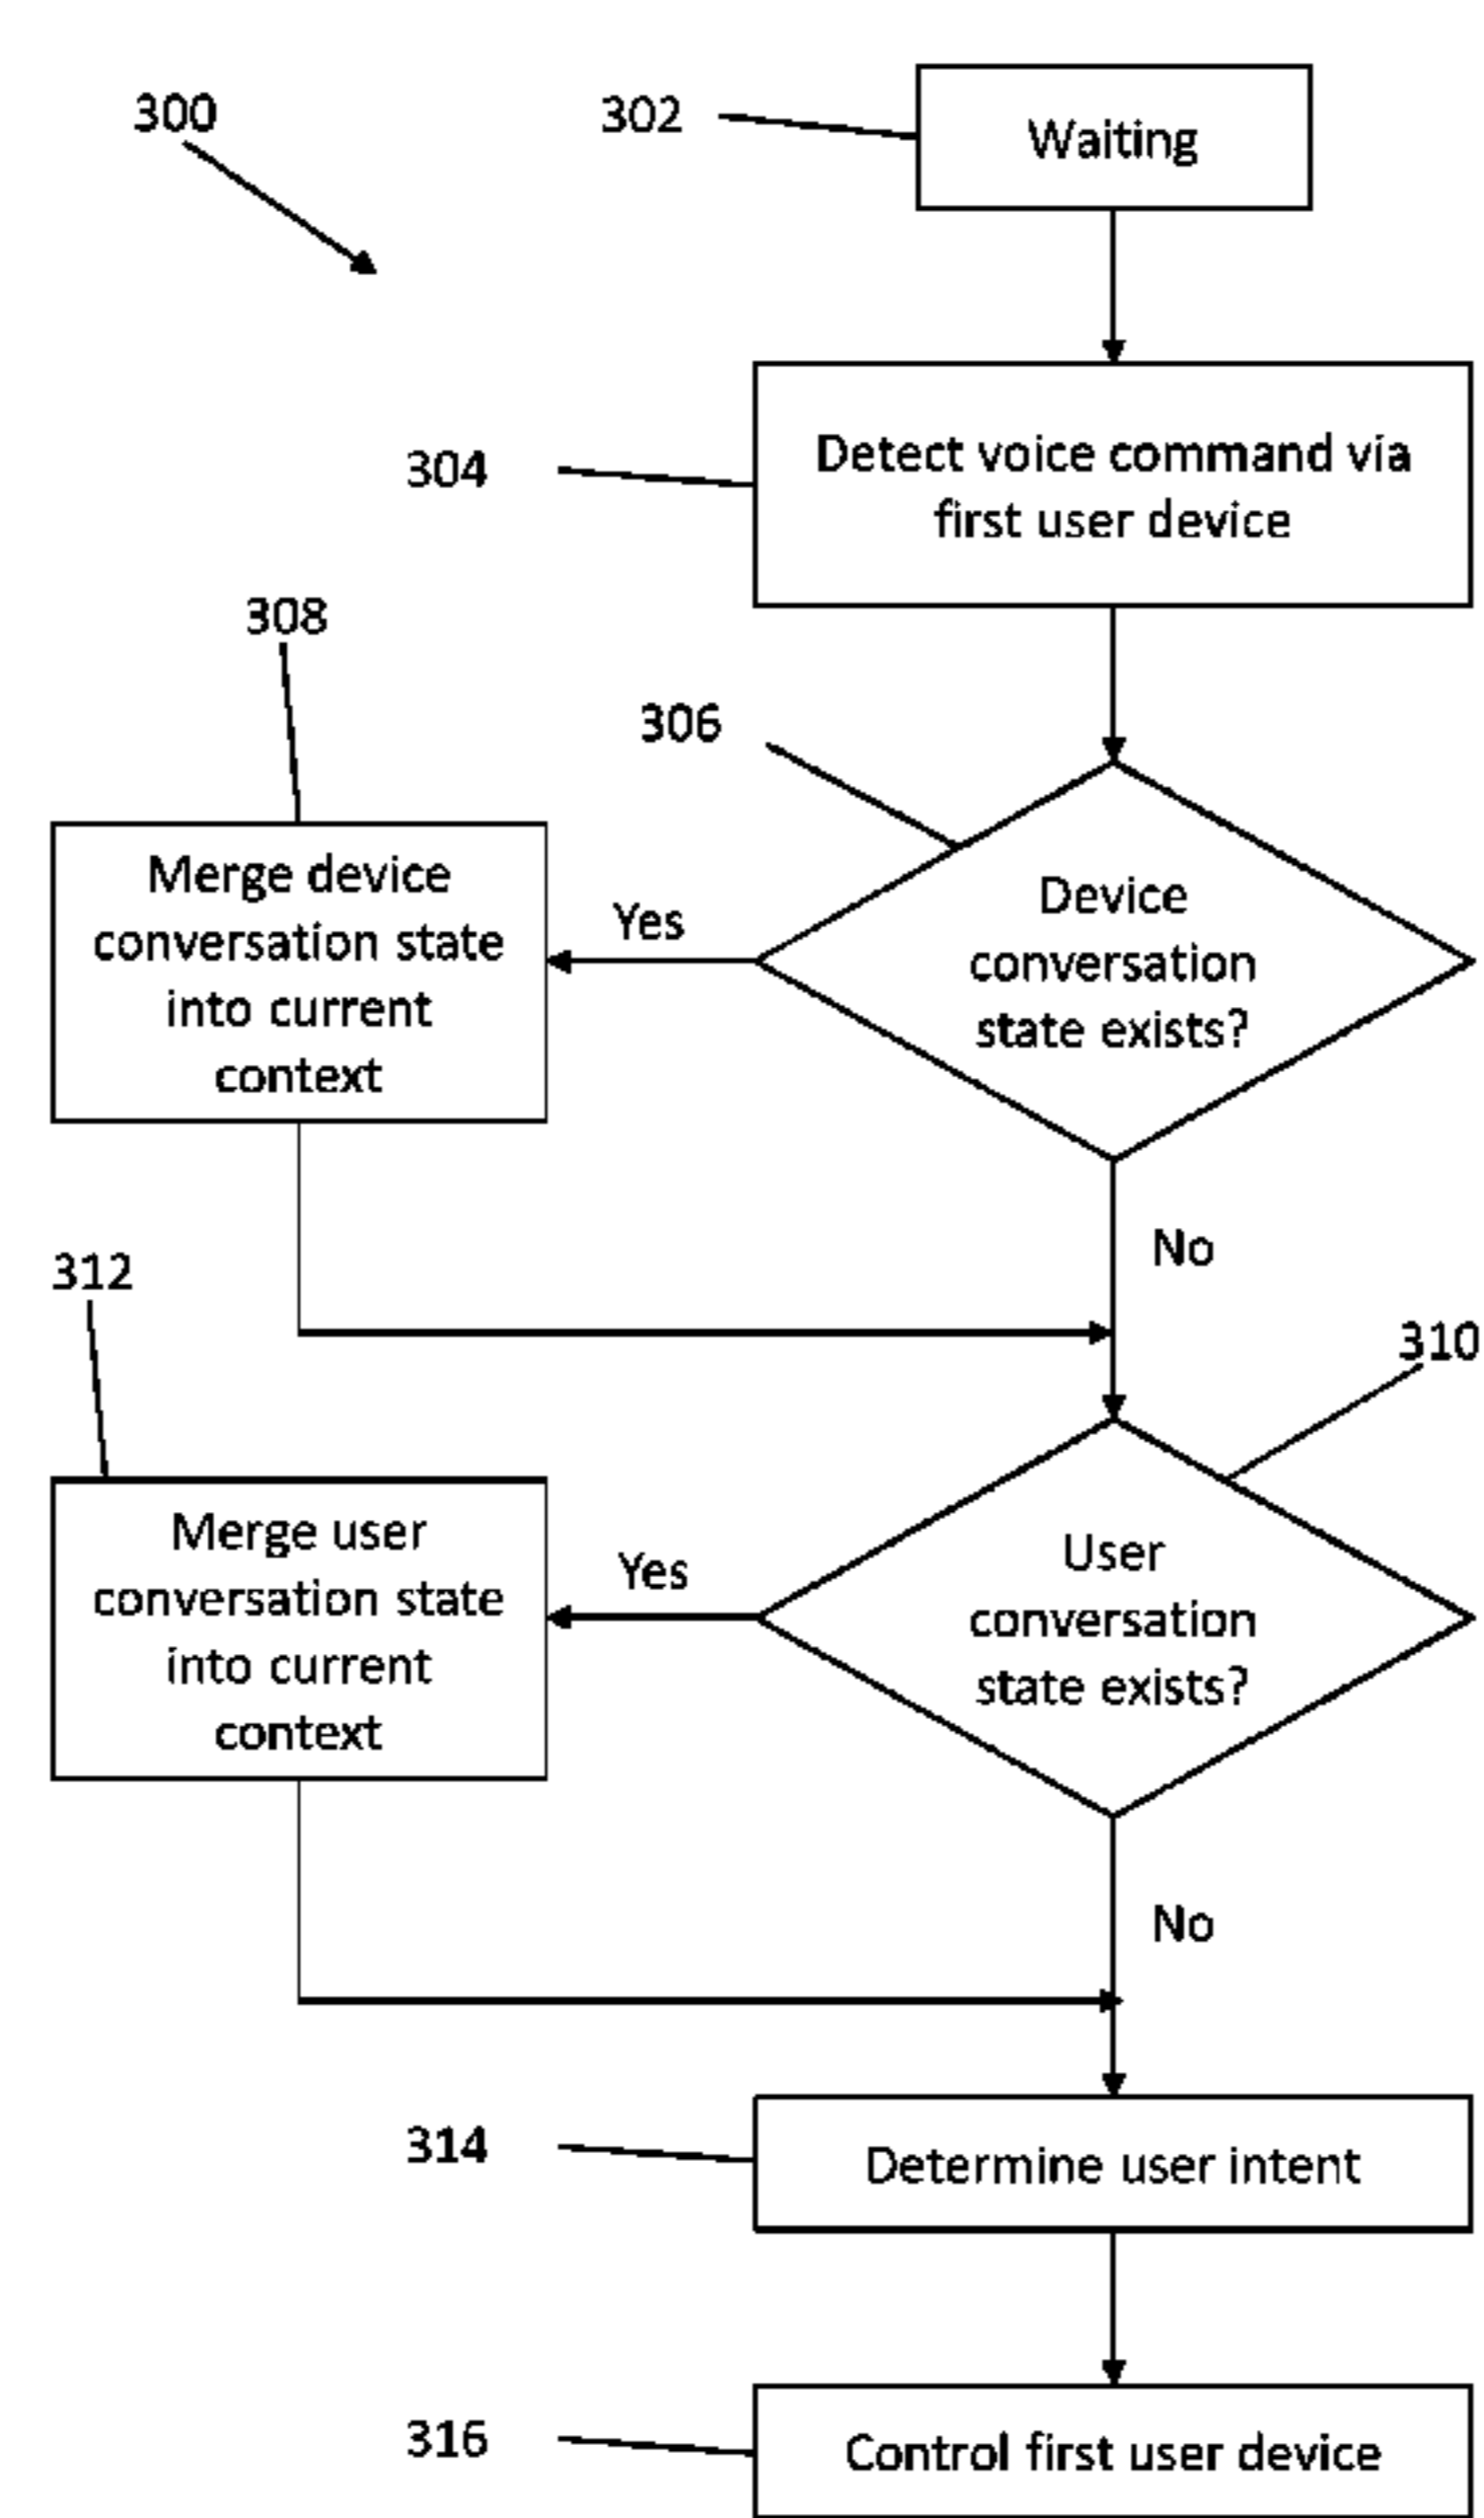 300
302
Waiting
304
Detect voice command via
first user device
308
306
Merge device
conversation state
into current
context
Yes
Device
conversation
state exists?
No
312
310
Merge user
conversation state
into current
context
Yes
User
conversation
state exists?
No
314
Determine user intent
316
Control first user device